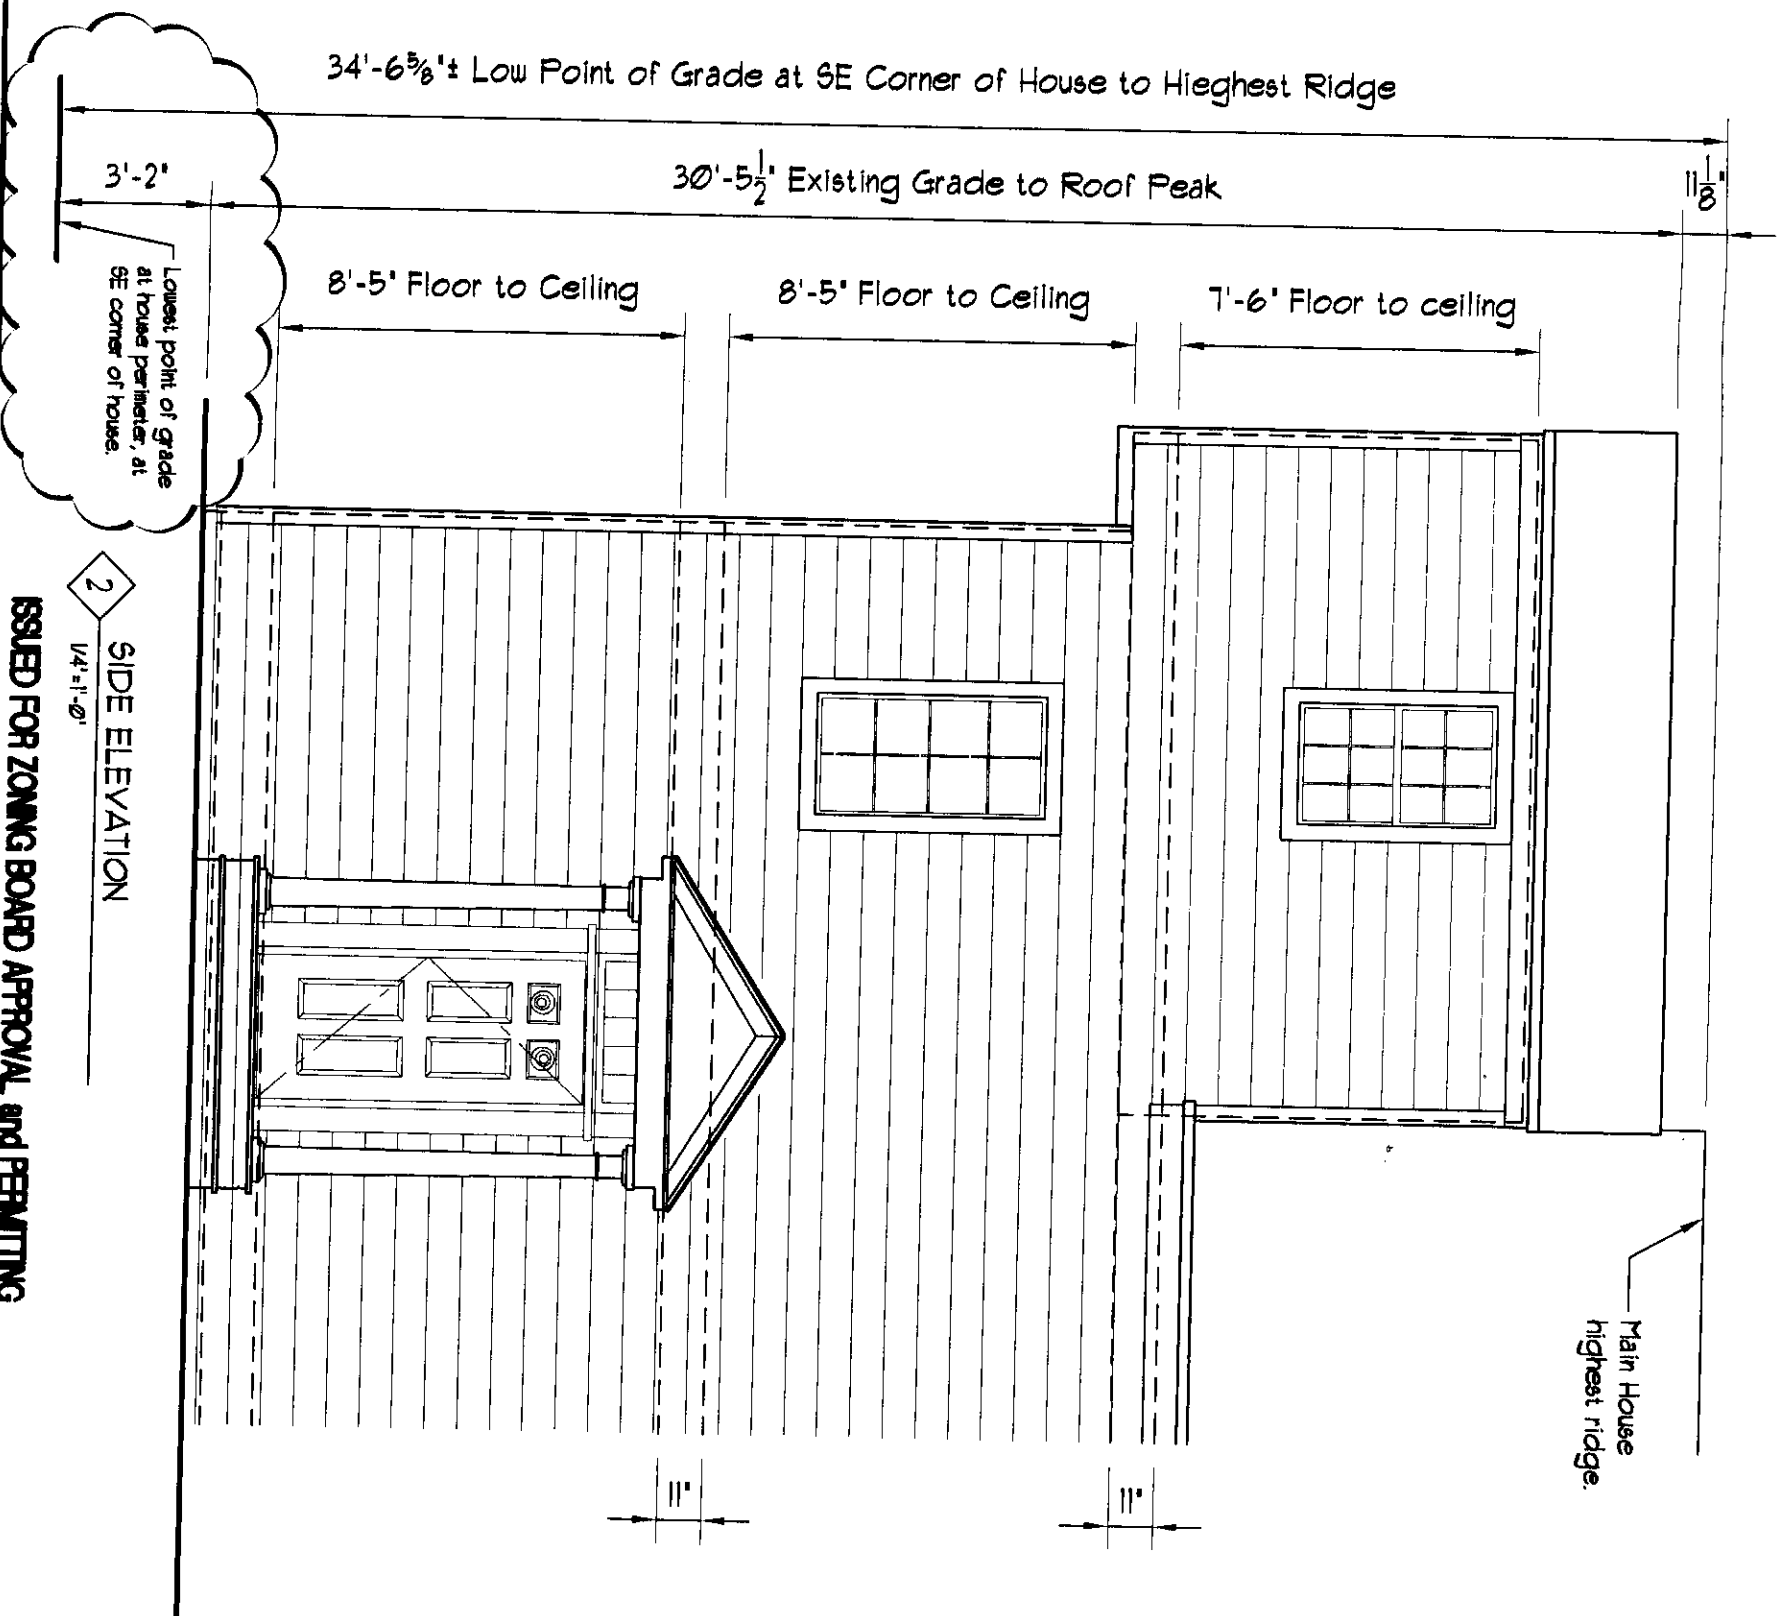 34'-6⅝"± Low Point of Grade at SE Corner of House to Hieghest Ridge
3'-2"
30'-5½" Existing Grade to Roof Peak
11⅛"
8'-5" Floor to Ceiling
8'-5" Floor to Ceiling
7'-6" Floor to ceiling
Lowest point of grade
at house perimeter, at
SE corner of house.
Main House
highest ridge.
11"
11"
2
SIDE ELEVATION
1/4"=1'-0"
ISSUED FOR ZONING BOARD APPROVAL and PERMITTING